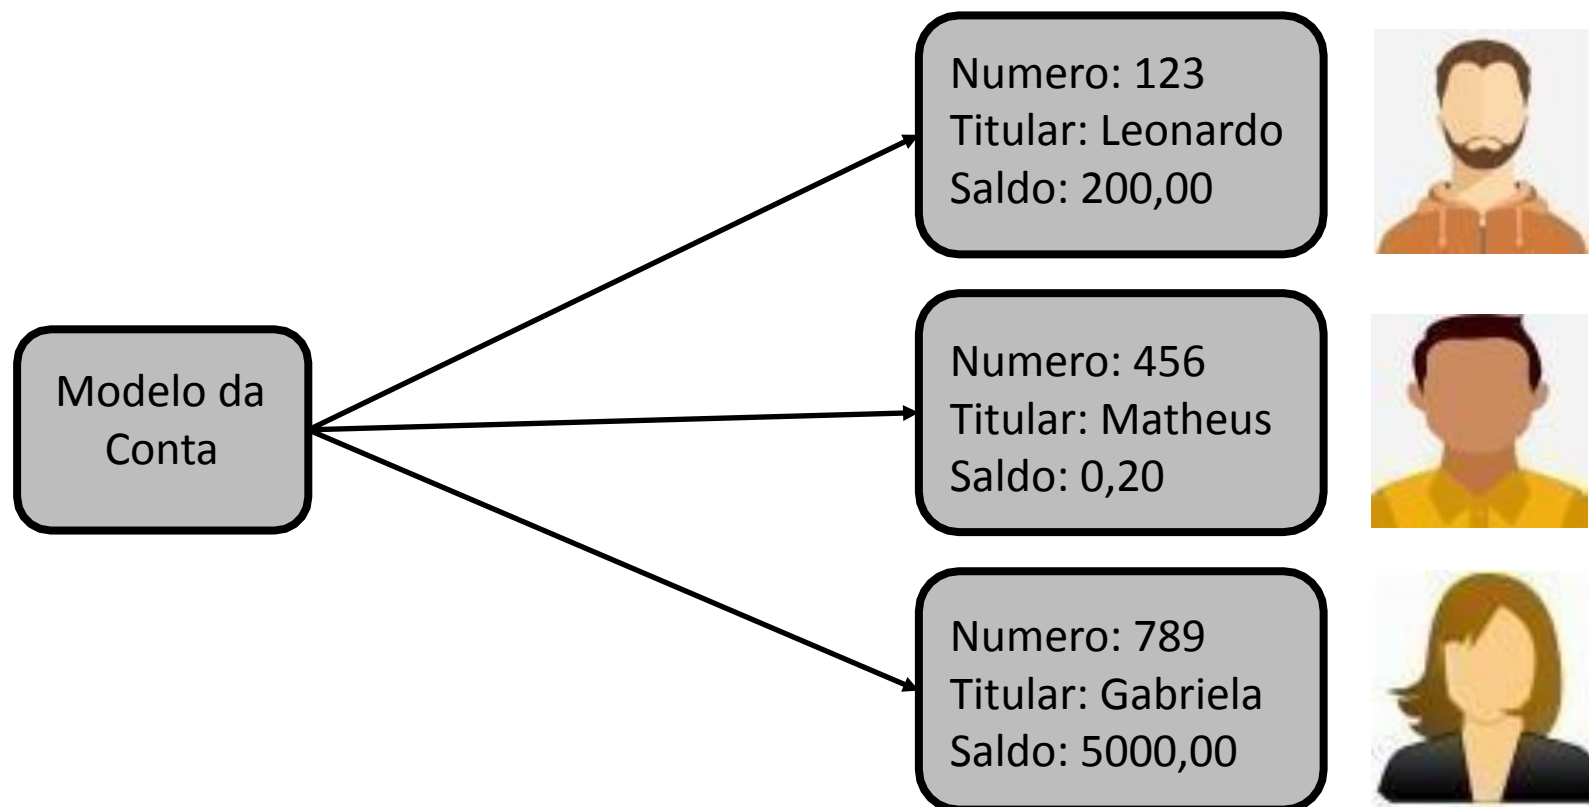 Numero: 123
Titular: Leonardo
Saldo: 200,00
Modelo da
Conta
Numero: 456
Titular: Matheus
Saldo: 0,20
Numero: 789
Titular: Gabriela
Saldo: 5000,00